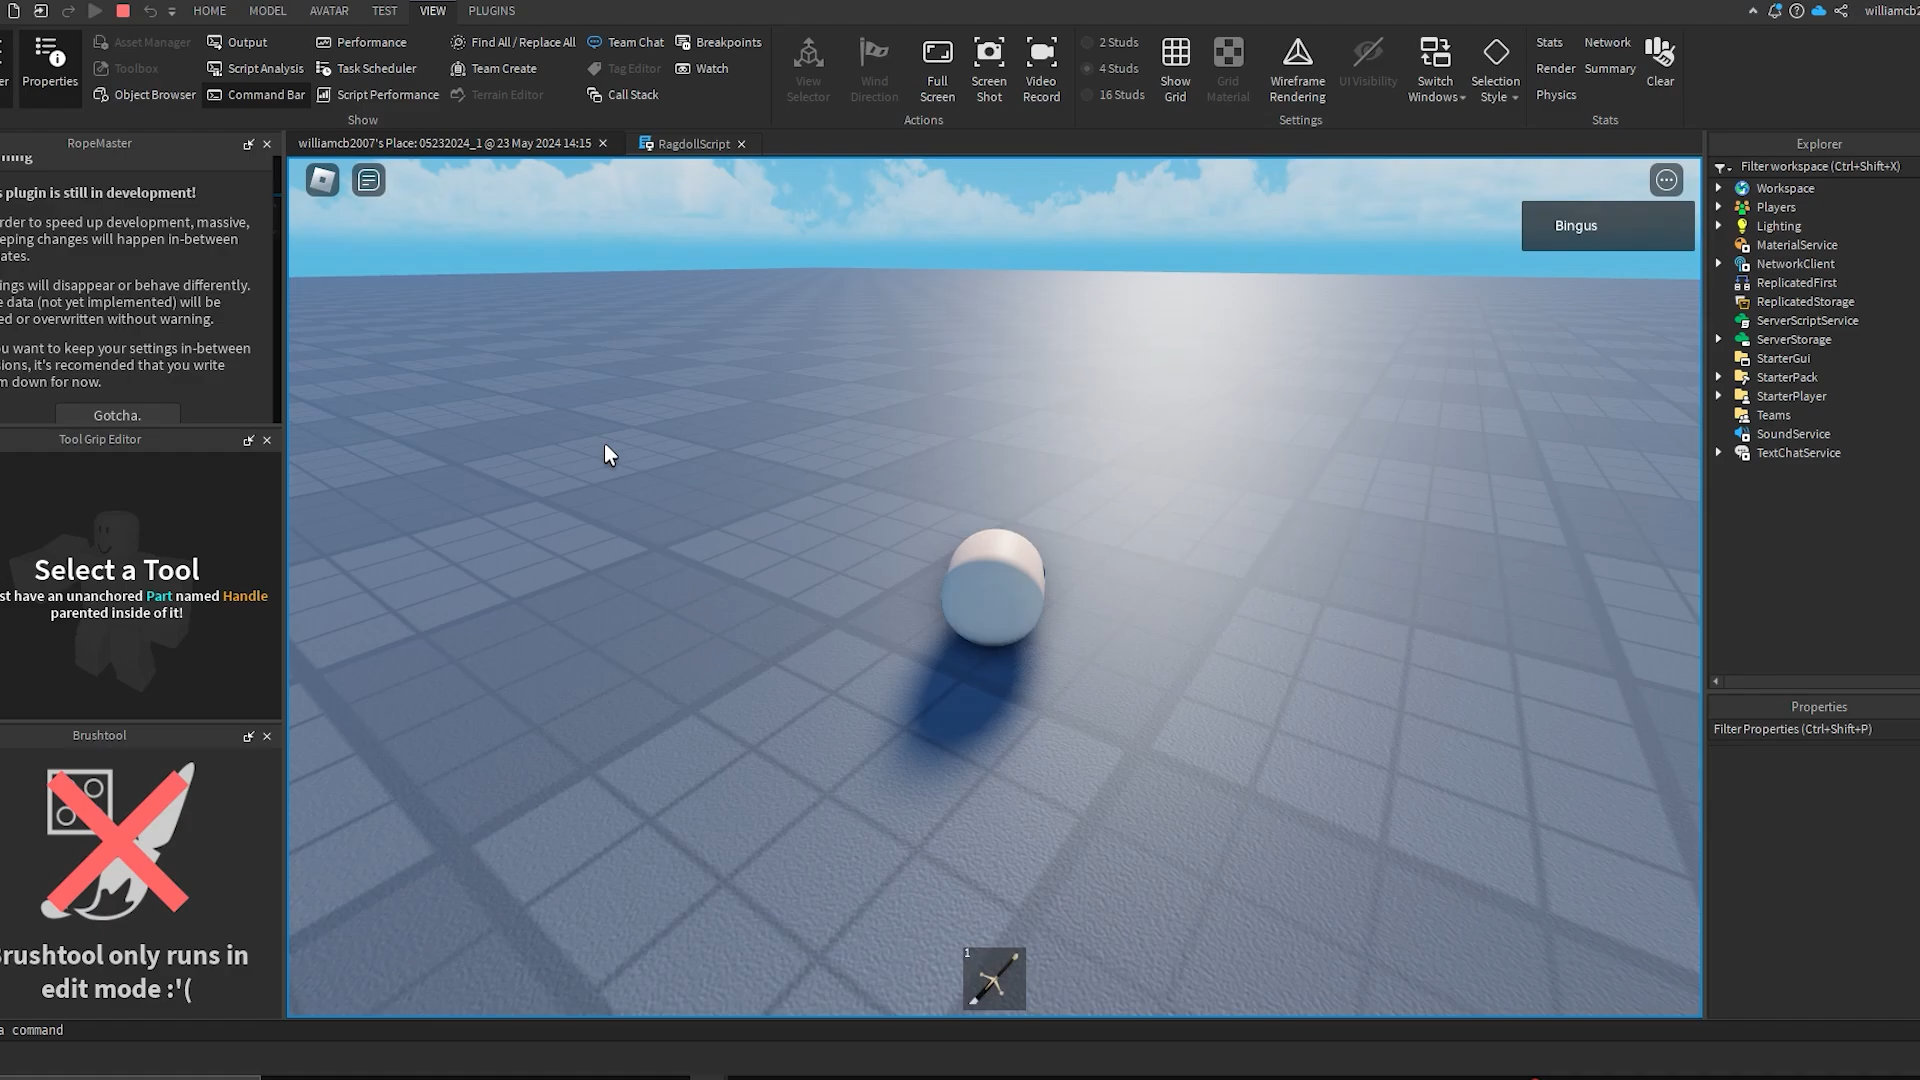 HOME MODEL AVATAR TEST VIEW PLUGINS
williamcb2
Properties
Asset Manager
Toolbox
Object Browser
Output
Script Analysis
Command Bar
Performance
Task Scheduler
Script Performance
Find All / Replace All
Team Create
Terrain Editor
Team Chat
Tag Editor
Call Stack
Breakpoints
Watch
Show
View
Selector
Wind
Direction
Full
Screen
Screen
Shot
Video
Record
Actions
2 Studs
4 Studs
16 Studs
Show
Grid
Grid
Material
Wireframe
Rendering
UI Visibility
Switch
Windows
Selection
Style
Settings
Stats
Network
Render
Summary
Physics
Clear
Stats
RopeMaster
s plugin is still in development!
rder to speed up development, massive,
eping changes will happen in-between
ates.
ings will disappear or behave differently.
e data (not yet implemented) will be
ed or overwritten without warning.
ou want to keep your settings in-between
sions, it's recomended that you write
m down for now.
Gotcha.
Tool Grip Editor
Select a Tool
st have an unanchored Part named Handle
parented inside of it!
Brushtool
Brushtool only runs in
edit mode :'(
a command
williamcb2007's Place: 05232024_1 @ 23 May 2024 14:15
RagdollScript
Bingus
1
Explorer
Filter workspace (Ctrl+Shift+X)
Workspace
Players
Lighting
MaterialService
NetworkClient
ReplicatedFirst
ReplicatedStorage
ServerScriptService
ServerStorage
StarterGui
StarterPack
StarterPlayer
Teams
SoundService
TextChatService
Properties
Filter Properties (Ctrl+Shift+P)